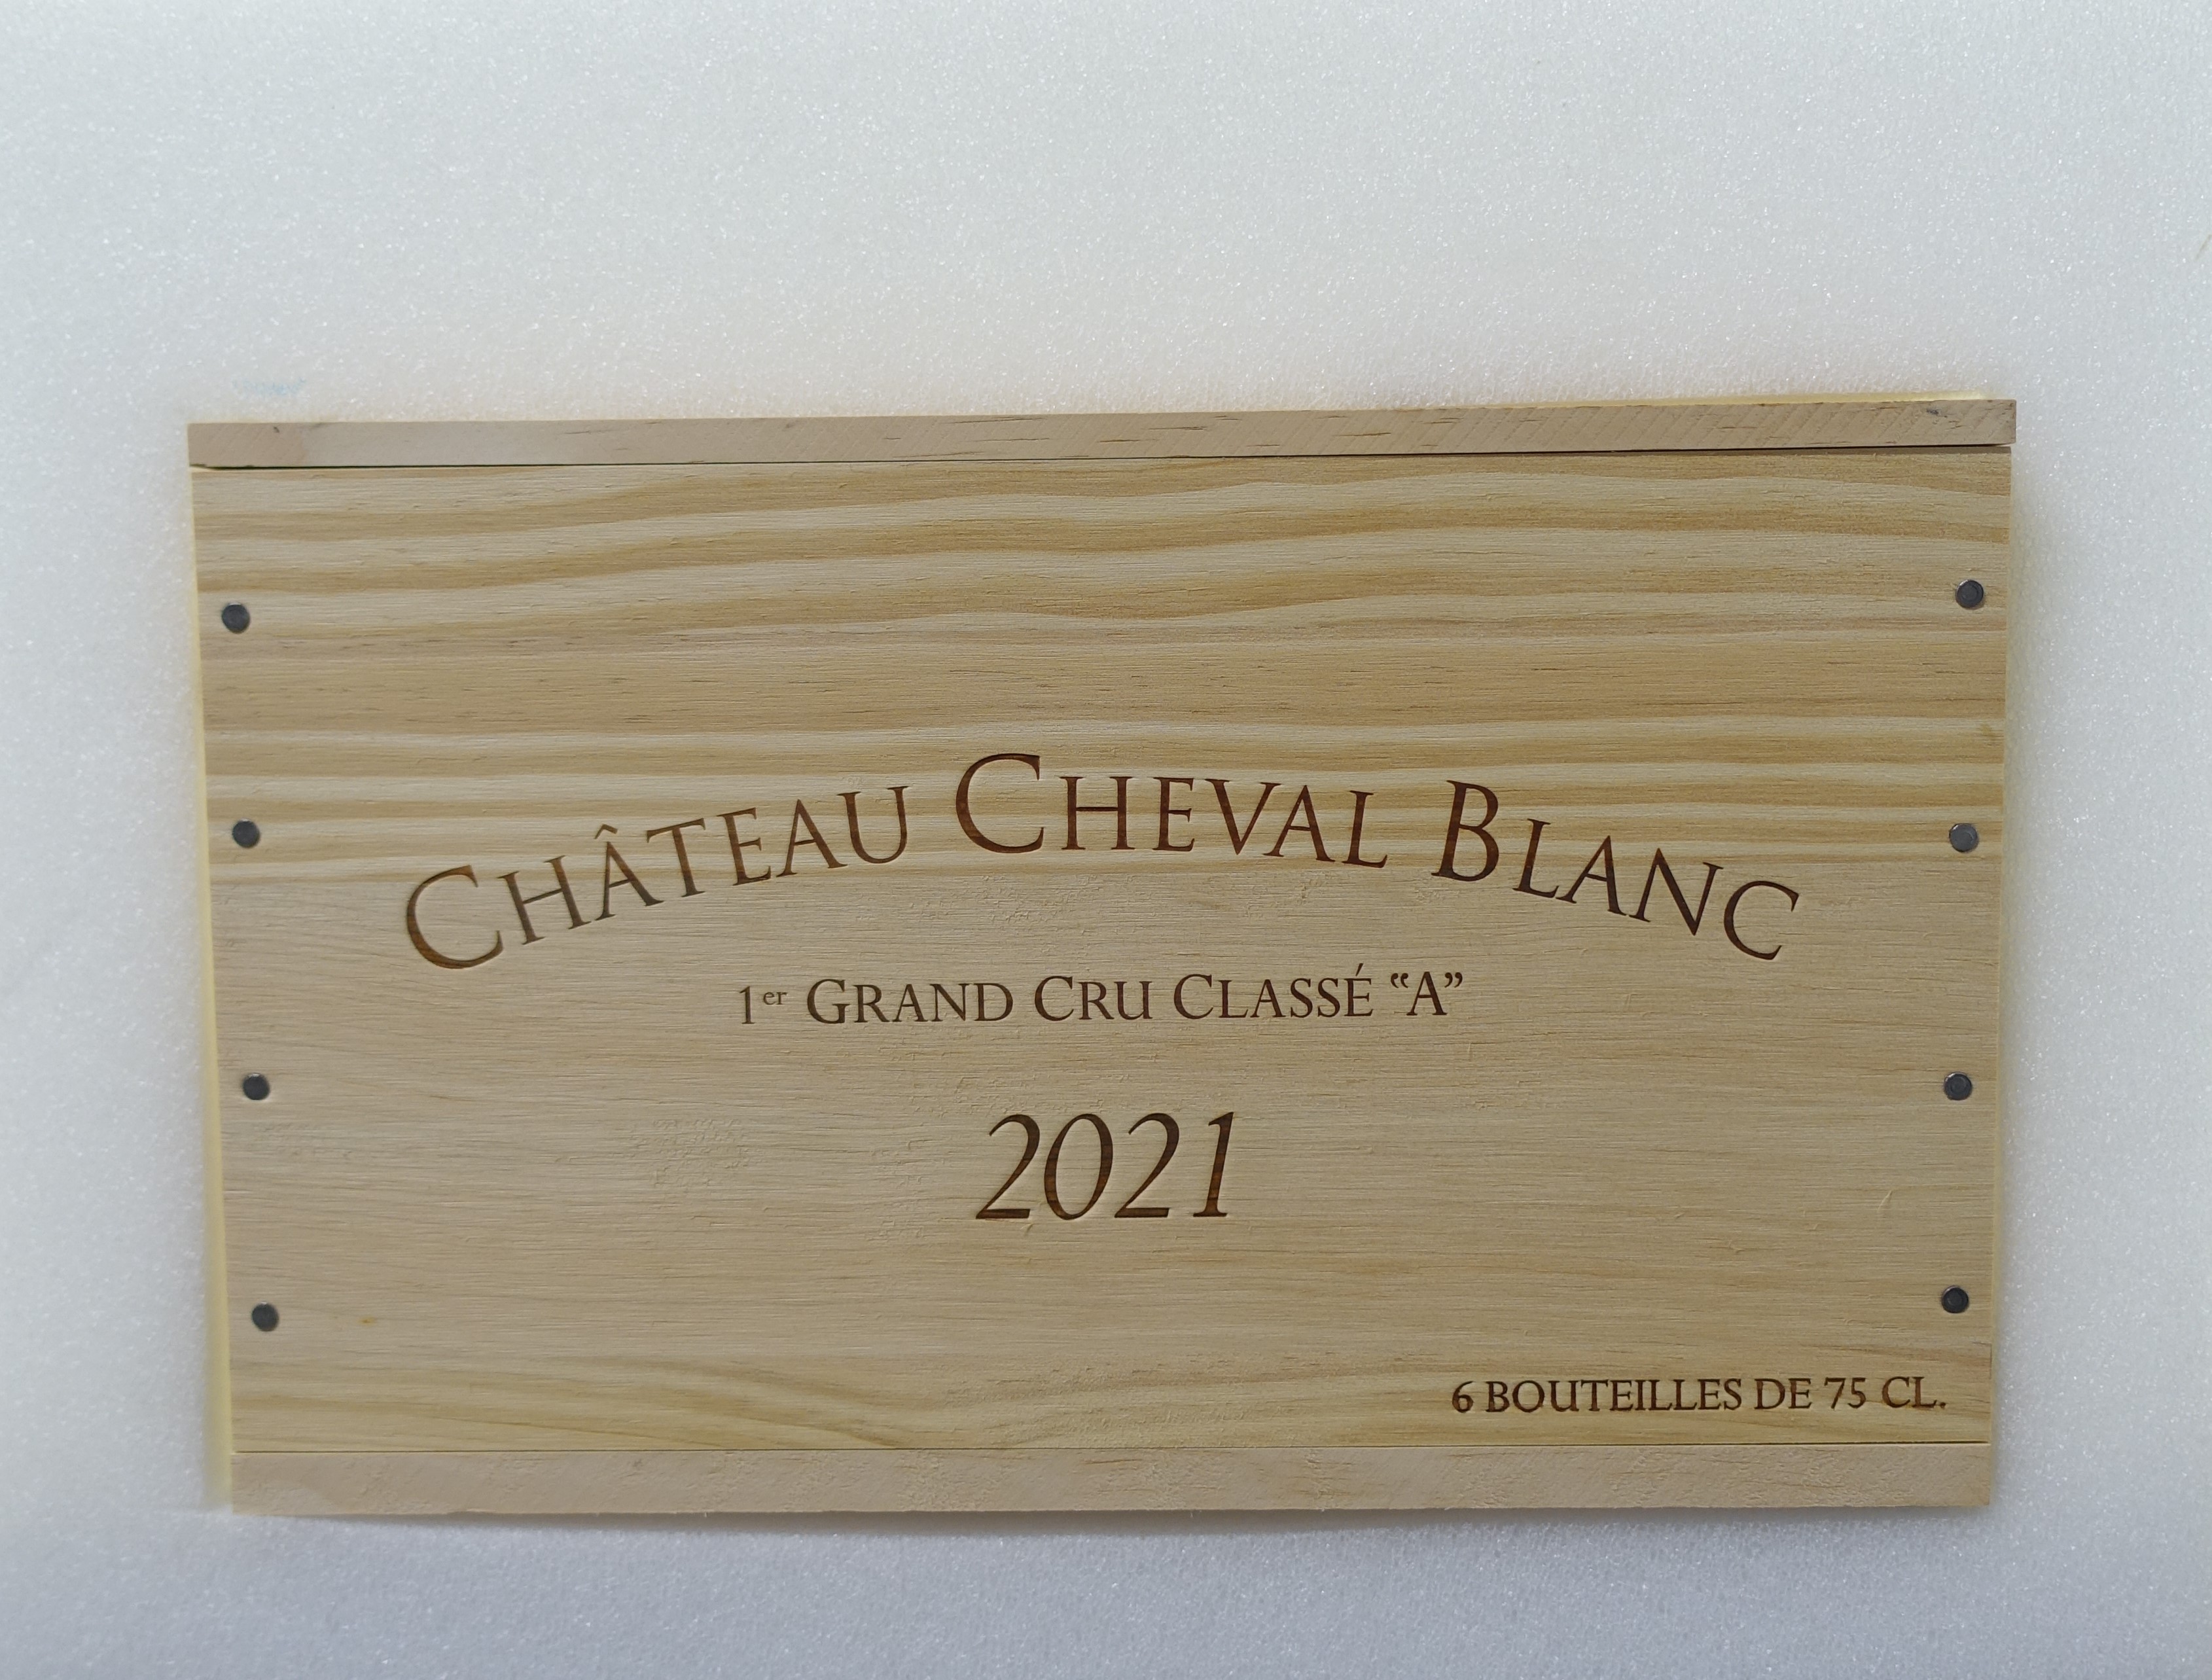 CHÂTEAU CHEVAL BLANC
1er GRAND CRU CLASSÉ “A”
2021
6 BOUTEILLES DE 75 CL.